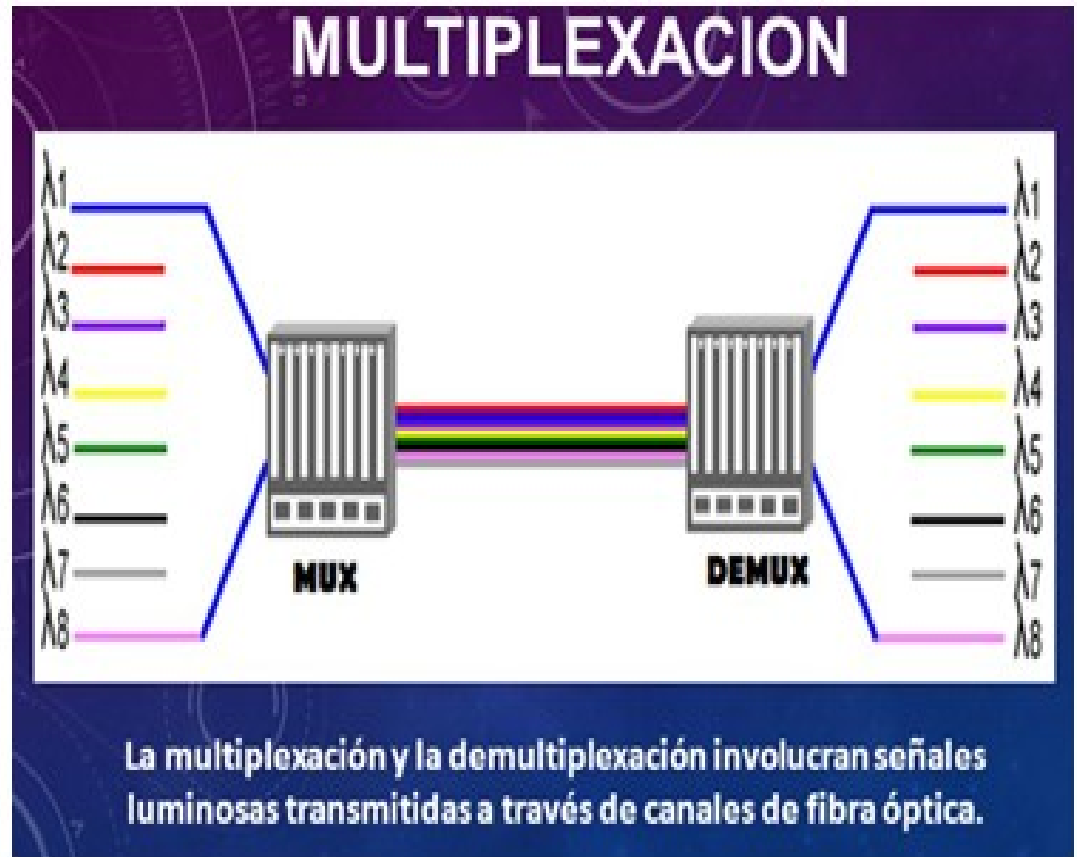 MULTIPLEXACION
λ1
λ2
λ3
λ4
λ5
λ6
λ7
λ8
MUX
DEMUX
λ1
λ2
λ3
λ4
λ5
λ6
λ7
λ8
La multiplexación y la demultiplexación involucran señales
luminosas transmitidas a través de canales de fibra óptica.